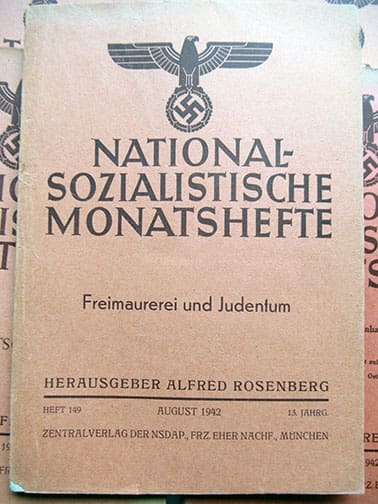 NATIONAL-
SOZIALISTISCHE
MONATSHEFTE
Freimaurerei und Judentum
HERAUSGEBER ALFRED ROSENBERG
HEFT 149 AUGUST 1942 13. JAHRG.
ZENTRALVERLAG DER NSDAP., FRZ. EHER NACHF., MÜNCHEN